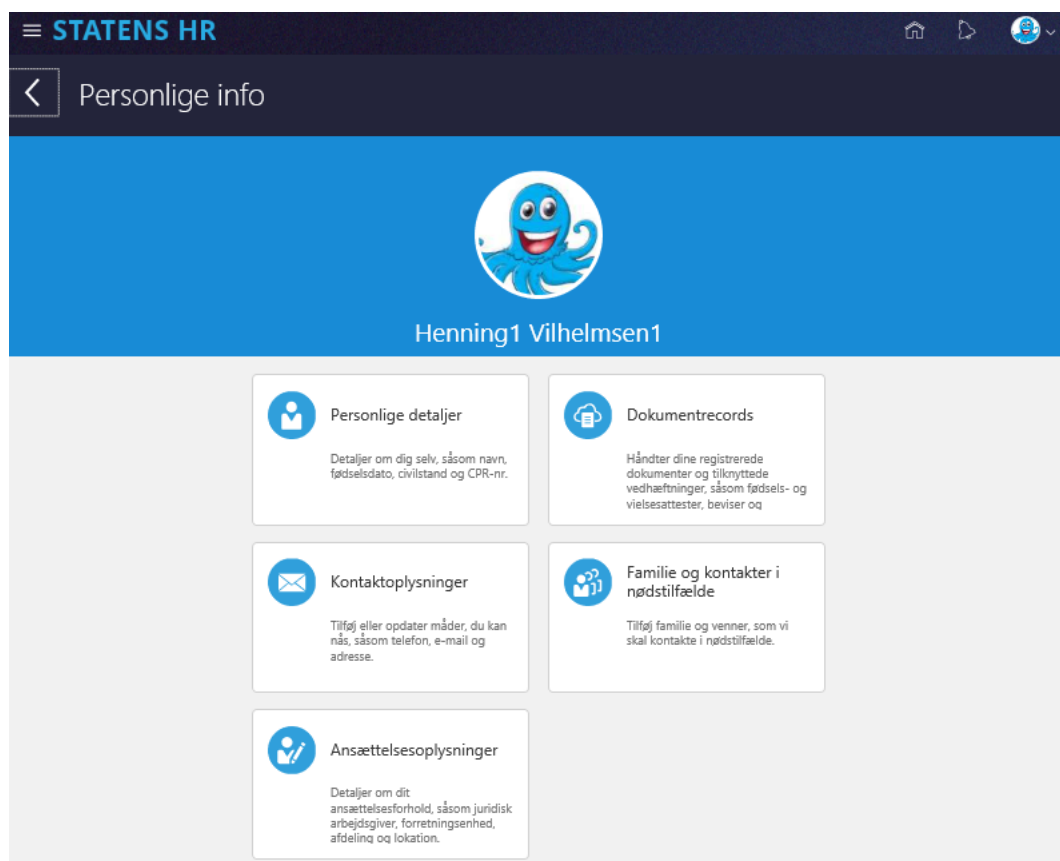 STATENS HR
Personlige info
Henning1 Vilhelmsen1
Personlige detaljer
Detaljer om dig selv, såsom navn,
fødselsdato, civilstand og CPR-nr.
Dokumentrecords
Håndter dine registrerede
dokumenter og tilknyttede
vedhæftninger, såsom fødsels- og
vielsesattester, beviser og
Kontaktoplysninger
Tilføj eller opdater måder, du kan
nås, såsom telefon, e-mail og
adresse.
Familie og kontakter i
nødstilfælde
Tilføj familie og venner, som vi
skal kontakte i nødstilfælde.
Ansættelsesoplysninger
Detaljer om dit
ansættelsesforhold, såsom juridisk
arbejdsgiver, forretningsenhed,
afdeling og lokation.